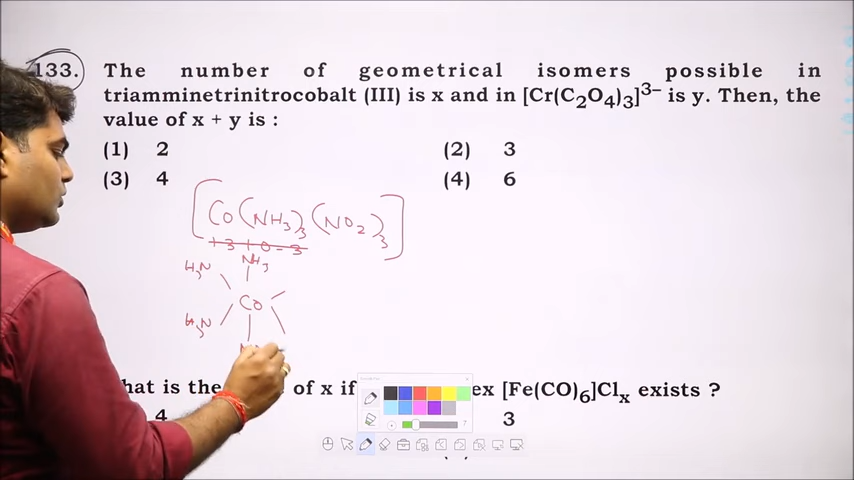 133. The number of geometrical isomers possible in
triamminetrinitrocobalt (III) is x and in [Cr(C2O4)3]3– is y. Then, the
value of x + y is :
(1) 2 (2) 3
(3) 4 (4) 6
[Co(NH3)3(NO2)3]
+3+0-3
NH3
H3N
Co
H3N
hat is the of x if ex [Fe(CO)6]Clx exists ?
4 3
7